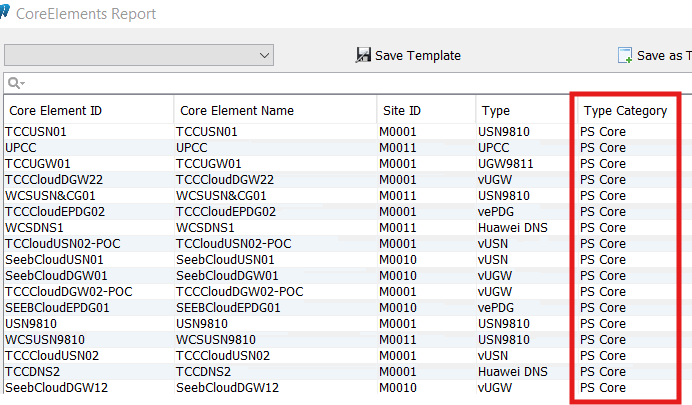 CoreElements Report
Save Template Save as T
Core Element ID Core Element Name Site ID Type Type Category
TCCUSN01 TCCUSN01 M0001 USN9810 PS Core
UPCC UPCC M0011 UPCC PS Core
TCCUGW01 TCCUGW01 M0001 UGW9811 PS Core
TCCCloudDGW22 TCCCloudDGW22 M0001 vUGW PS Core
WCSUSN&CG01 WCSUSN&CG01 M0011 USN9810 PS Core
TCCCloudEPDG02 TCCCloudEPDG02 M0001 vePDG PS Core
WCSDNS1 WCSDNS1 M0011 Huawei DNS PS Core
TCCloudUSN02-POC TCCloudUSN02-POC M0001 vUSN PS Core
SeebCloudUSN01 SeebCloudUSN01 M0010 vUSN PS Core
SeebCloudDGW01 SeebCloudDGW01 M0010 vUGW PS Core
TCCCloudDGW02-POC TCCCloudDGW02-POC M0001 vUGW PS Core
SEEBCloudEPDG01 SEEBCloudEPDG01 M0010 vePDG PS Core
USN9810 USN9810 M0001 USN9810 PS Core
WCSUSN9810 WCSUSN9810 M0011 USN9810 PS Core
TCCCloudUSN02 TCCCloudUSN02 M0001 vUSN PS Core
TCCDNS2 TCCDNS2 M0001 Huawei DNS PS Core
SeebCloudDGW12 SeebCloudDGW12 M0010 vUGW PS Core